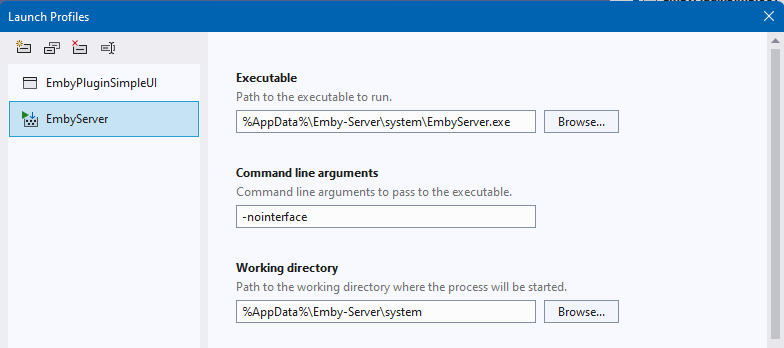 Launch Profiles
EmbyPluginSimpleUI
EmbyServer
Executable
Path to the executable to run.
%AppData%\Emby-Server\system\EmbyServer.exe
Browse...
Command line arguments
Command line arguments to pass to the executable.
-nointerface
Working directory
Path to the working directory where the process will be started.
%AppData%\Emby-Server\system
Browse...